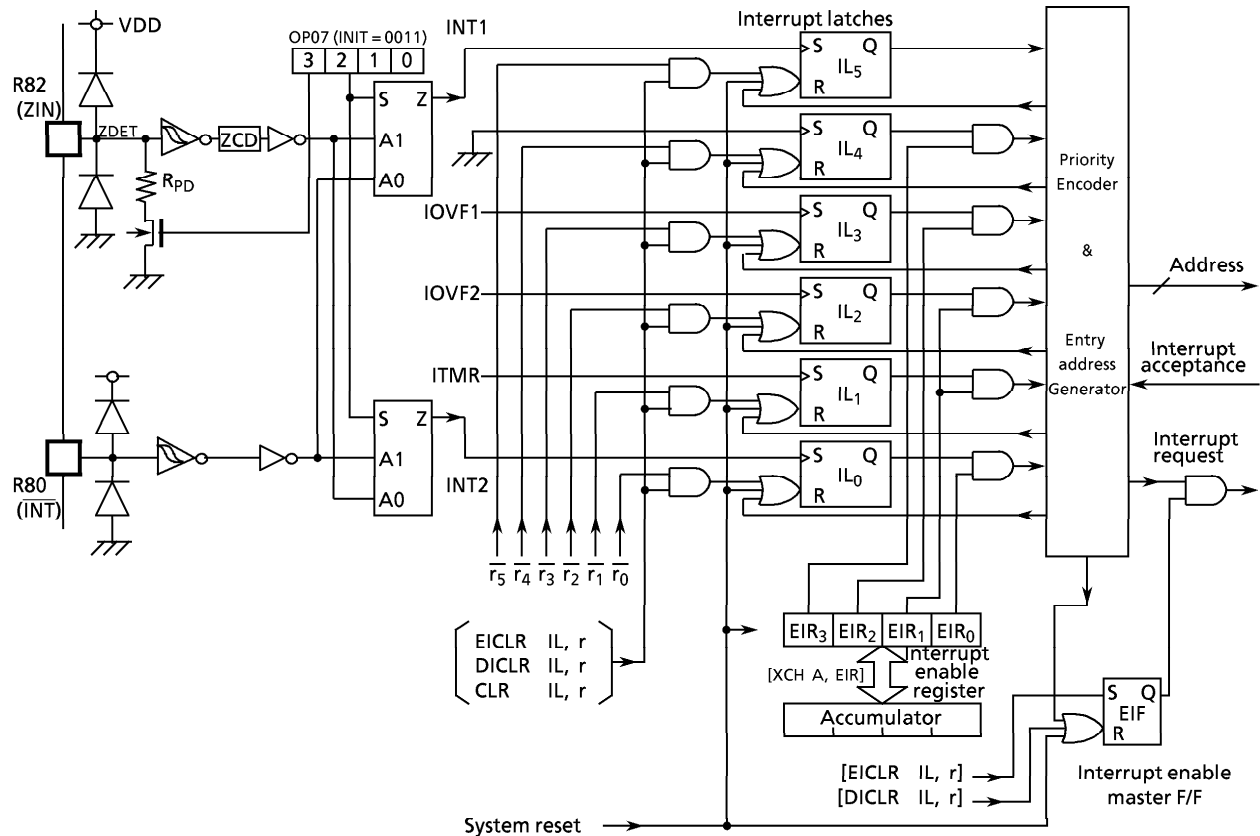 VDD
R82
(ZIN)
ZDET
ZCD
RPD
OP07 (INIT = 0011)
3 2 1 0
S Z
A1
A0
INT1
Interrupt latches
S Q
IL5
R
S Q
IL4
R
IOVF1
S Q
IL3
R
IOVF2
S Q
IL2
R
ITMR
S Q
IL1
R
S Q
IL0
R
Priority
Encoder
&
Entry
address
Generator
Address
Interrupt
acceptance
Interrupt
request
R80
(INT)
S Z
A1
A0
INT2
r5 r4 r3 r2 r1 r0
EICLR IL, r
DICLR IL, r
CLR IL, r
EIR3 EIR2 EIR1 EIR0
[XCH A, EIR]
Interrupt
enable
register
Accumulator
S Q
EIF
R
[EICLR IL, r]
[DICLR IL, r]
Interrupt enable
master F/F
System reset